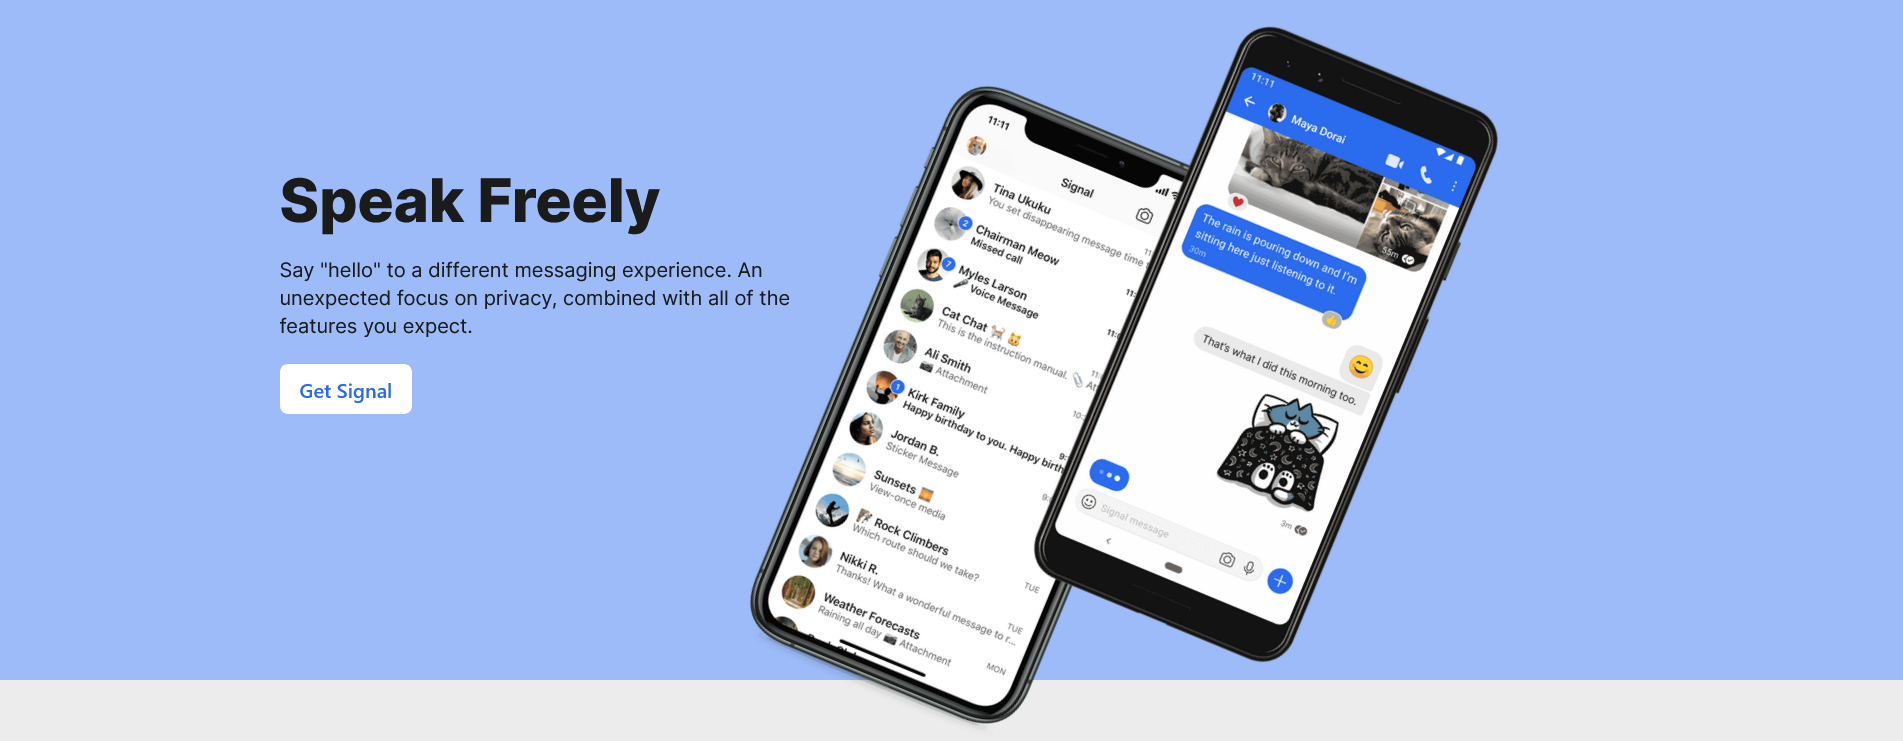 Speak Freely
Say "hello" to a different messaging experience. An
unexpected focus on privacy, combined with all of the
features you expect.
Get Signal
11:11
Signal
Tina Ukuku
You set disappearing message time
Chairman Meow
Missed call
2
Myles Larson
🎤 Voice Message
7
Cat Chat 🐈 🐱
This is the instruction manual. 📎 At
Ali Smith
📷 Attachment
Kirk Family
Happy birthday to you. Happy birth
1
Jordan B.
Sticker Message
Sunsets 🌅
View-once media
🧗 Rock Climbers
Which route should we take?
TUE
Nikki R.
Thanks! What a wonderful message to r...
TUE
Weather Forecasts
Raining all day 📷 Attachment
MON
11:11
Maya Dorai
55m
The rain is pouring down and I'm
sitting here just listening to it.
30m
👍
😊
That's what I did this morning too.
3m
Signal message